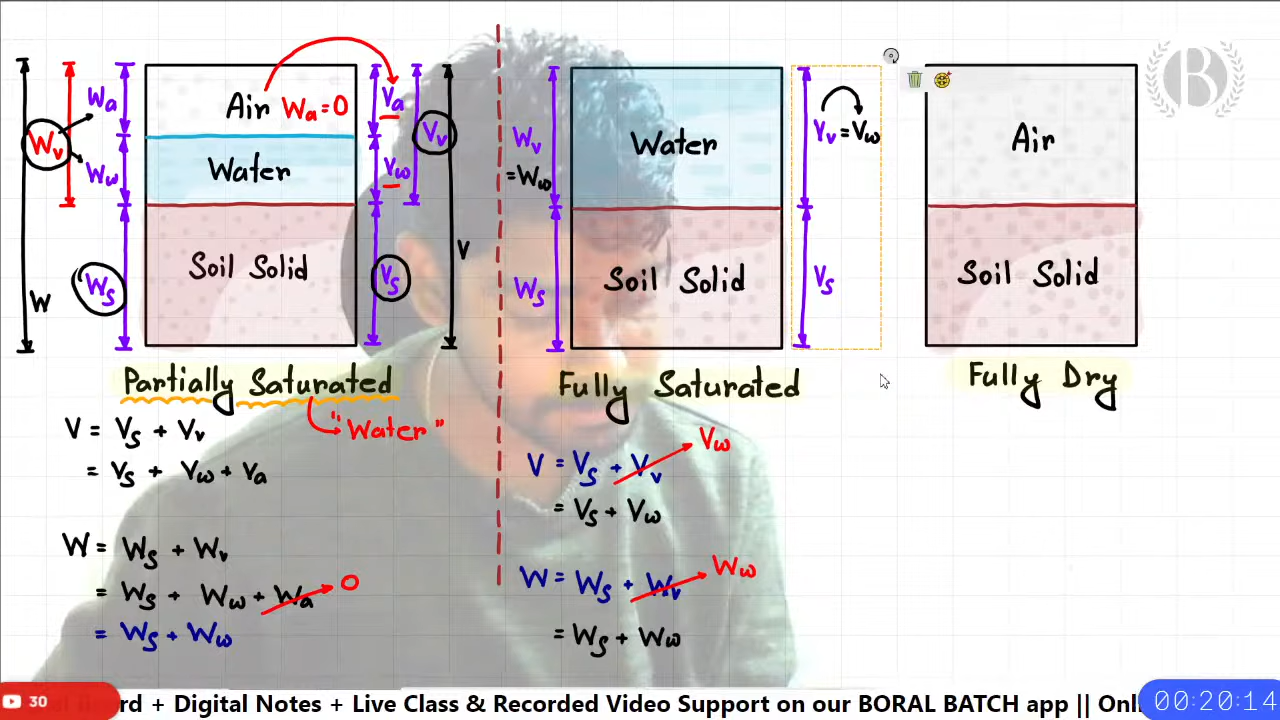 Wa
Wv
Ww
Ws
W
Air Wa=0
Water
Soil Solid
Va
Vw
Vv
Vs
V
Partially Saturated
"Water"
V = Vs + Vv
= Vs + Vw + Va
W = Ws + Wv
= Ws + Ww + Wa 0
= Ws + Ww
Wv
= Ww
Ws
Water
Soil Solid
Vv = Vw
Vs
Fully Saturated
V = Vs + Vv Vw
= Vs + Vw
W = Ws + Wv Ww
= Ws + Ww
B
Air
Soil Solid
Fully Dry
30
Board + Digital Notes + Live Class & Recorded Video Support on our BORAL BATCH app || Onl
00:20:14